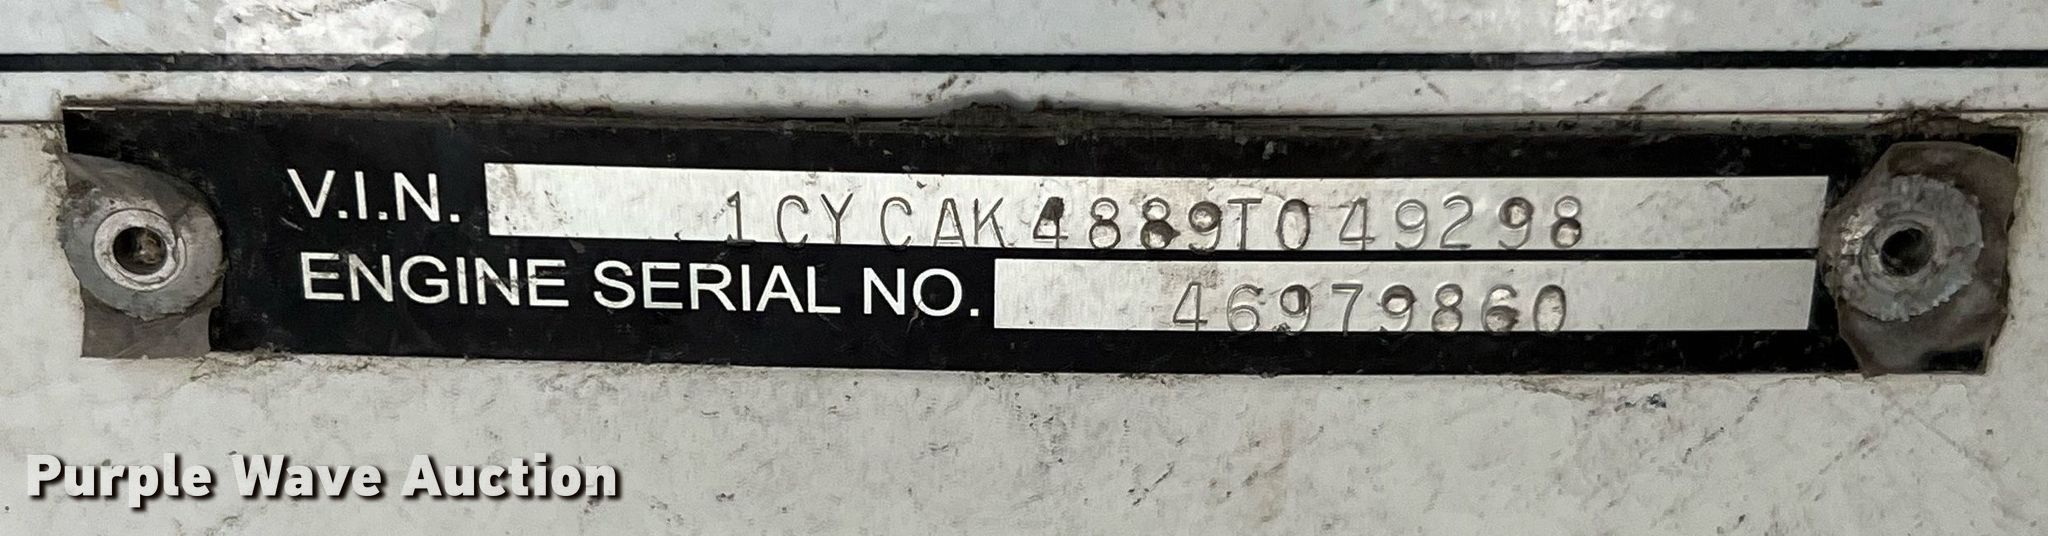 V.I.N. 1CYCAK4889T049298
ENGINE SERIAL NO. 46979860
Purple Wave Auction